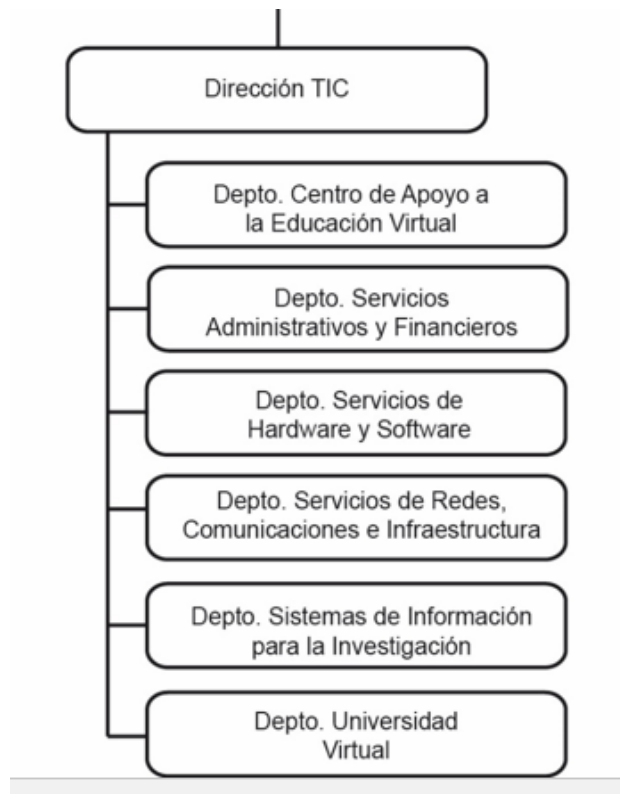 Dirección TIC
Depto. Centro de Apoyo a
la Educación Virtual
Depto. Servicios
Administrativos y Financieros
Depto. Servicios de
Hardware y Software
Depto. Servicios de Redes,
Comunicaciones e Infraestructura
Depto. Sistemas de Información
para la Investigación
Depto. Universidad
Virtual